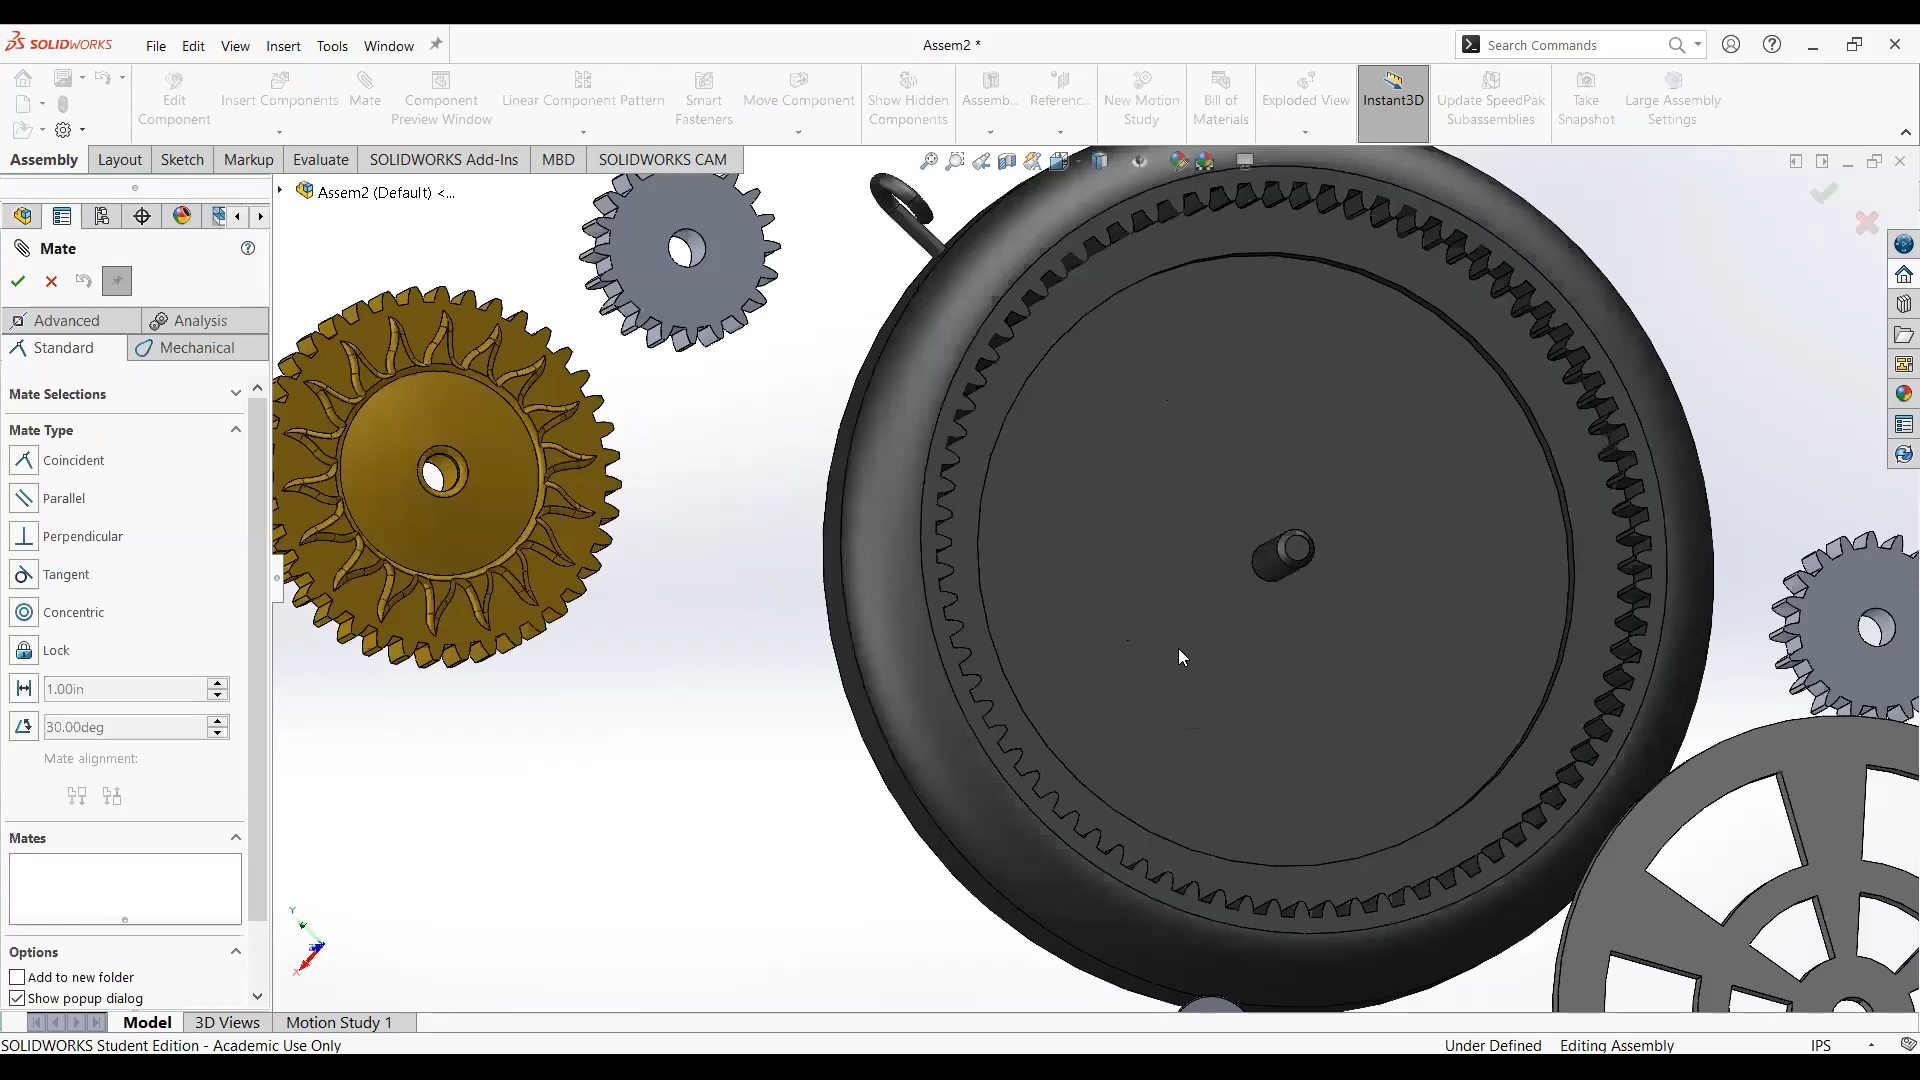 SOLIDWORKS
File Edit View Insert Tools Window
Assem2 *
Search Commands
Edit Component
Insert Components
Mate
Component Preview Window
Linear Component Pattern
Smart Fasteners
Move Component
Show Hidden Components
Assemb...
Referenc...
New Motion Study
Bill of Materials
Exploded View
Instant3D
Update SpeedPak Subassemblies
Take Snapshot
Large Assembly Settings
Assembly Layout Sketch Markup Evaluate SOLIDWORKS Add-Ins MBD SOLIDWORKS CAM
Assem2 (Default) <...
Mate
Advanced Analysis
Standard Mechanical
Mate Selections
Mate Type
Coincident
Parallel
Perpendicular
Tangent
Concentric
Lock
1.00in
30.00deg
Mate alignment:
Mates
Options
Add to new folder
Show popup dialog
Y
X
Model 3D Views Motion Study 1
SOLIDWORKS Student Edition - Academic Use Only
Under Defined Editing Assembly IPS